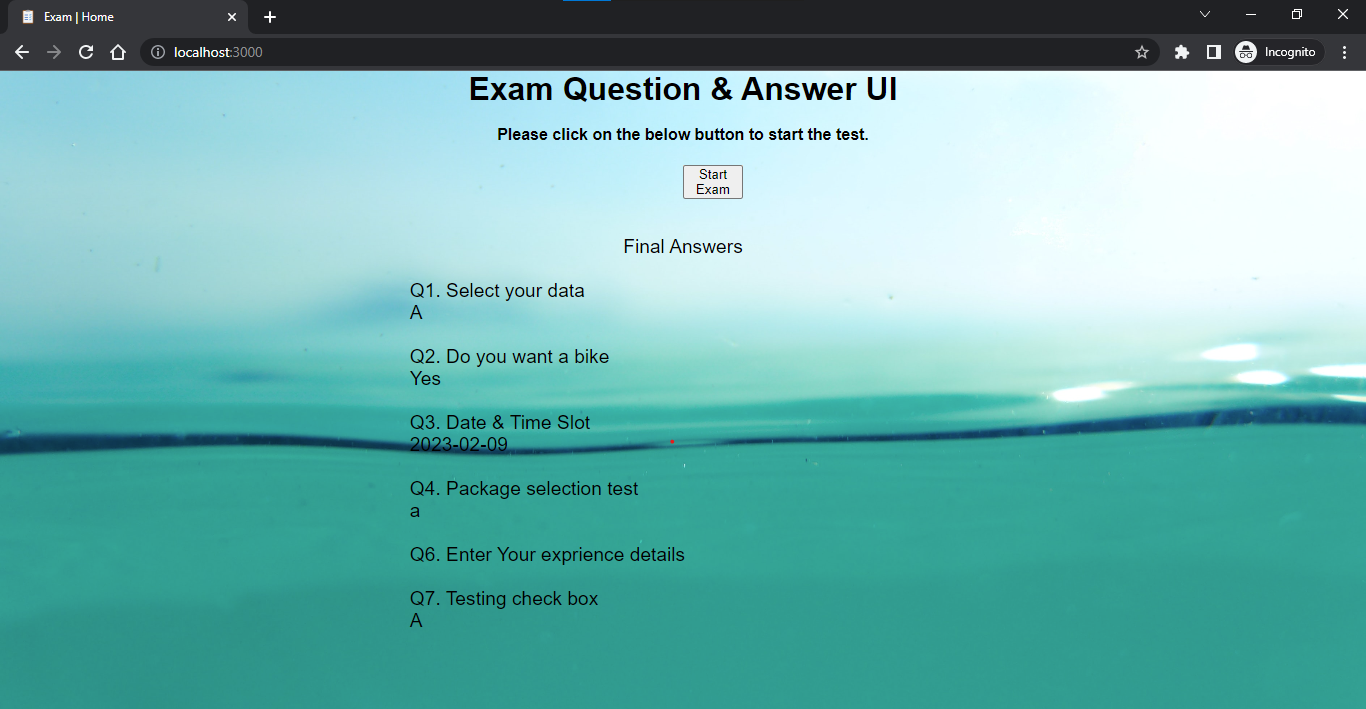 Exam | Home
localhost:3000
Incognito
Exam Question & Answer UI
Please click on the below button to start the test.
Start
Exam
Final Answers
Q1. Select your data
A
Q2. Do you want a bike
Yes
Q3. Date & Time Slot
2023-02-09
Q4. Package selection test
a
Q6. Enter Your exprience details
Q7. Testing check box
A